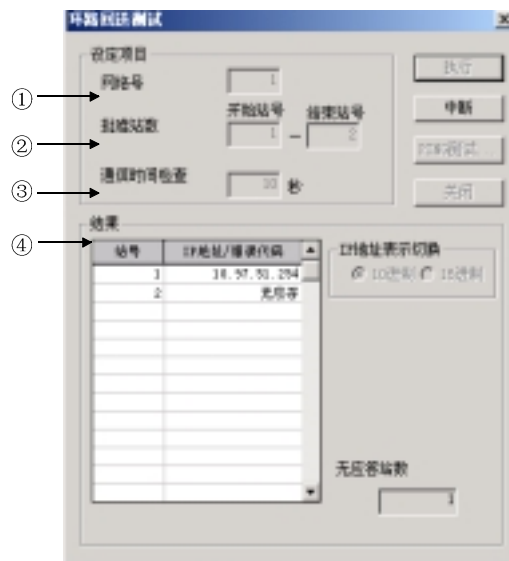 环路回送测试
设定项目
① 网络号 1
执行
开始站号 结束站号
中断
② 批准站数 1 - 2
PING测试...
③ 通信时间检查 10 秒
关闭
④ 结果
站号 IP地址/错误代码
IP地址表示切换
10进制 16进制
1 10.97.51.254
2 无应答
无应答站数
1